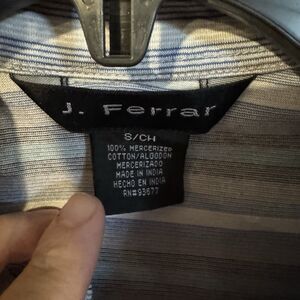 J. Ferrar
S/CH
100% MERCERIZED
COTTON/ALGODON
MERCERIZADO
MADE IN INDIA
HECHO EN INDIA
RN#93677